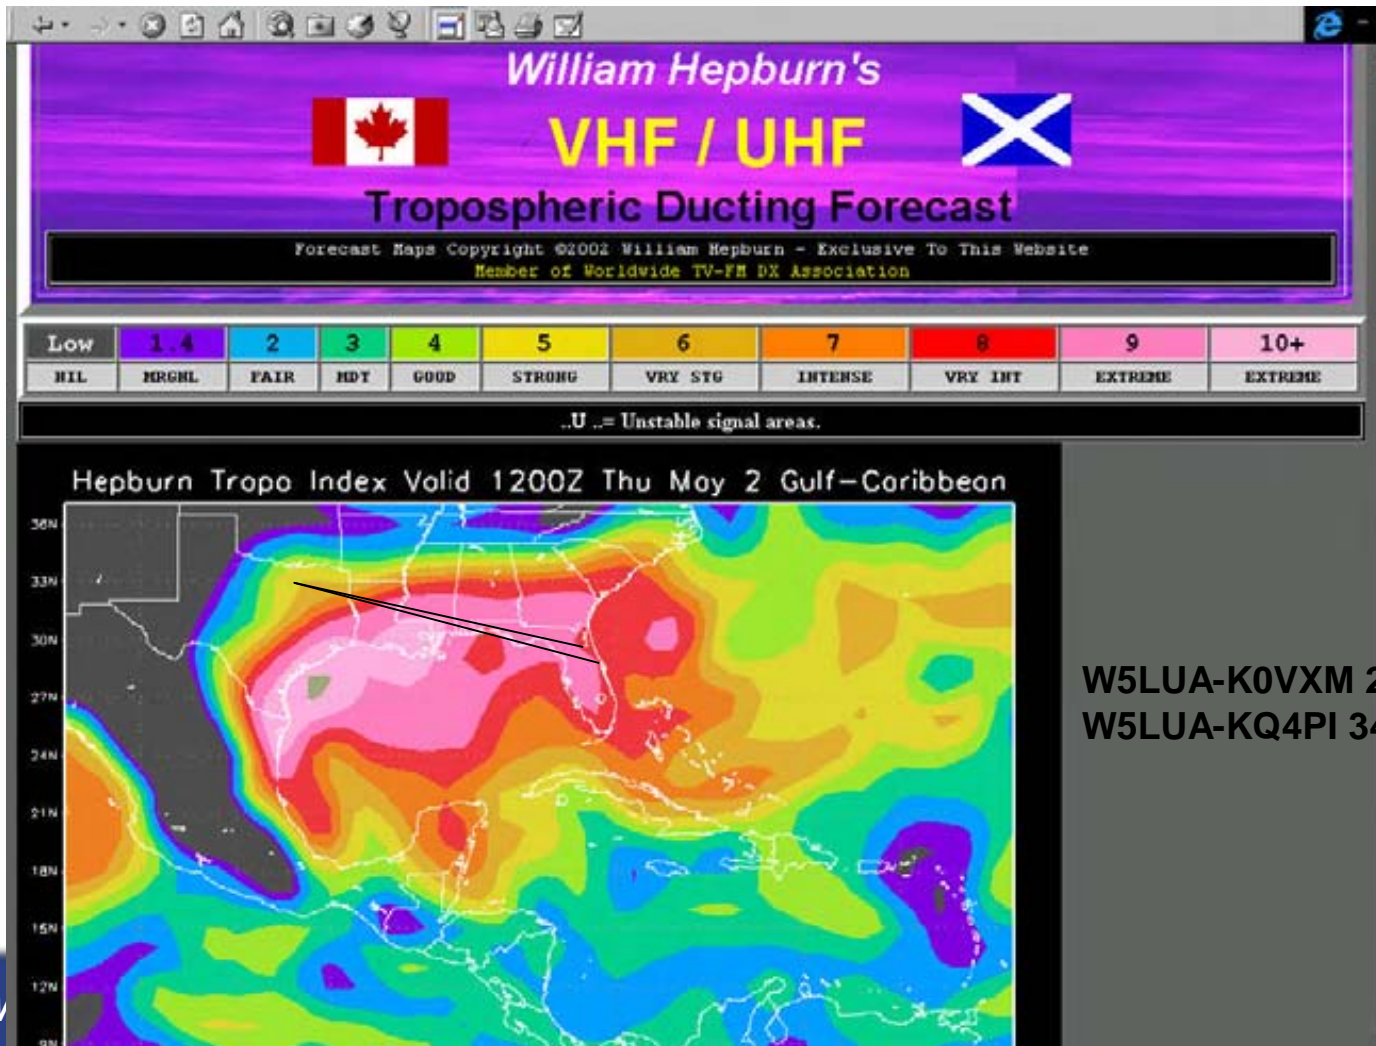 William Hepburn's
VHF / UHF
Tropospheric Ducting Forecast
Forecast Maps Copyright ©2002 William Hepburn - Exclusive To This Website
Member of Worldwide TV-FM DX Association
Low 1.4 2 3 4 5 6 7 8 9 10+
NIL MRGNL FAIR MDT GOOD STRONG VRY STG INTENSE VRY INT EXTREME EXTREME
..U ..= Unstable signal areas.
Hepburn Tropo Index Valid 1200Z Thu May 2 Gulf-Caribbean
36N
33N
30N
27N
24N
21N
18N
15N
12N
9N
W5LUA-K0VXM 2
W5LUA-KQ4PI 34